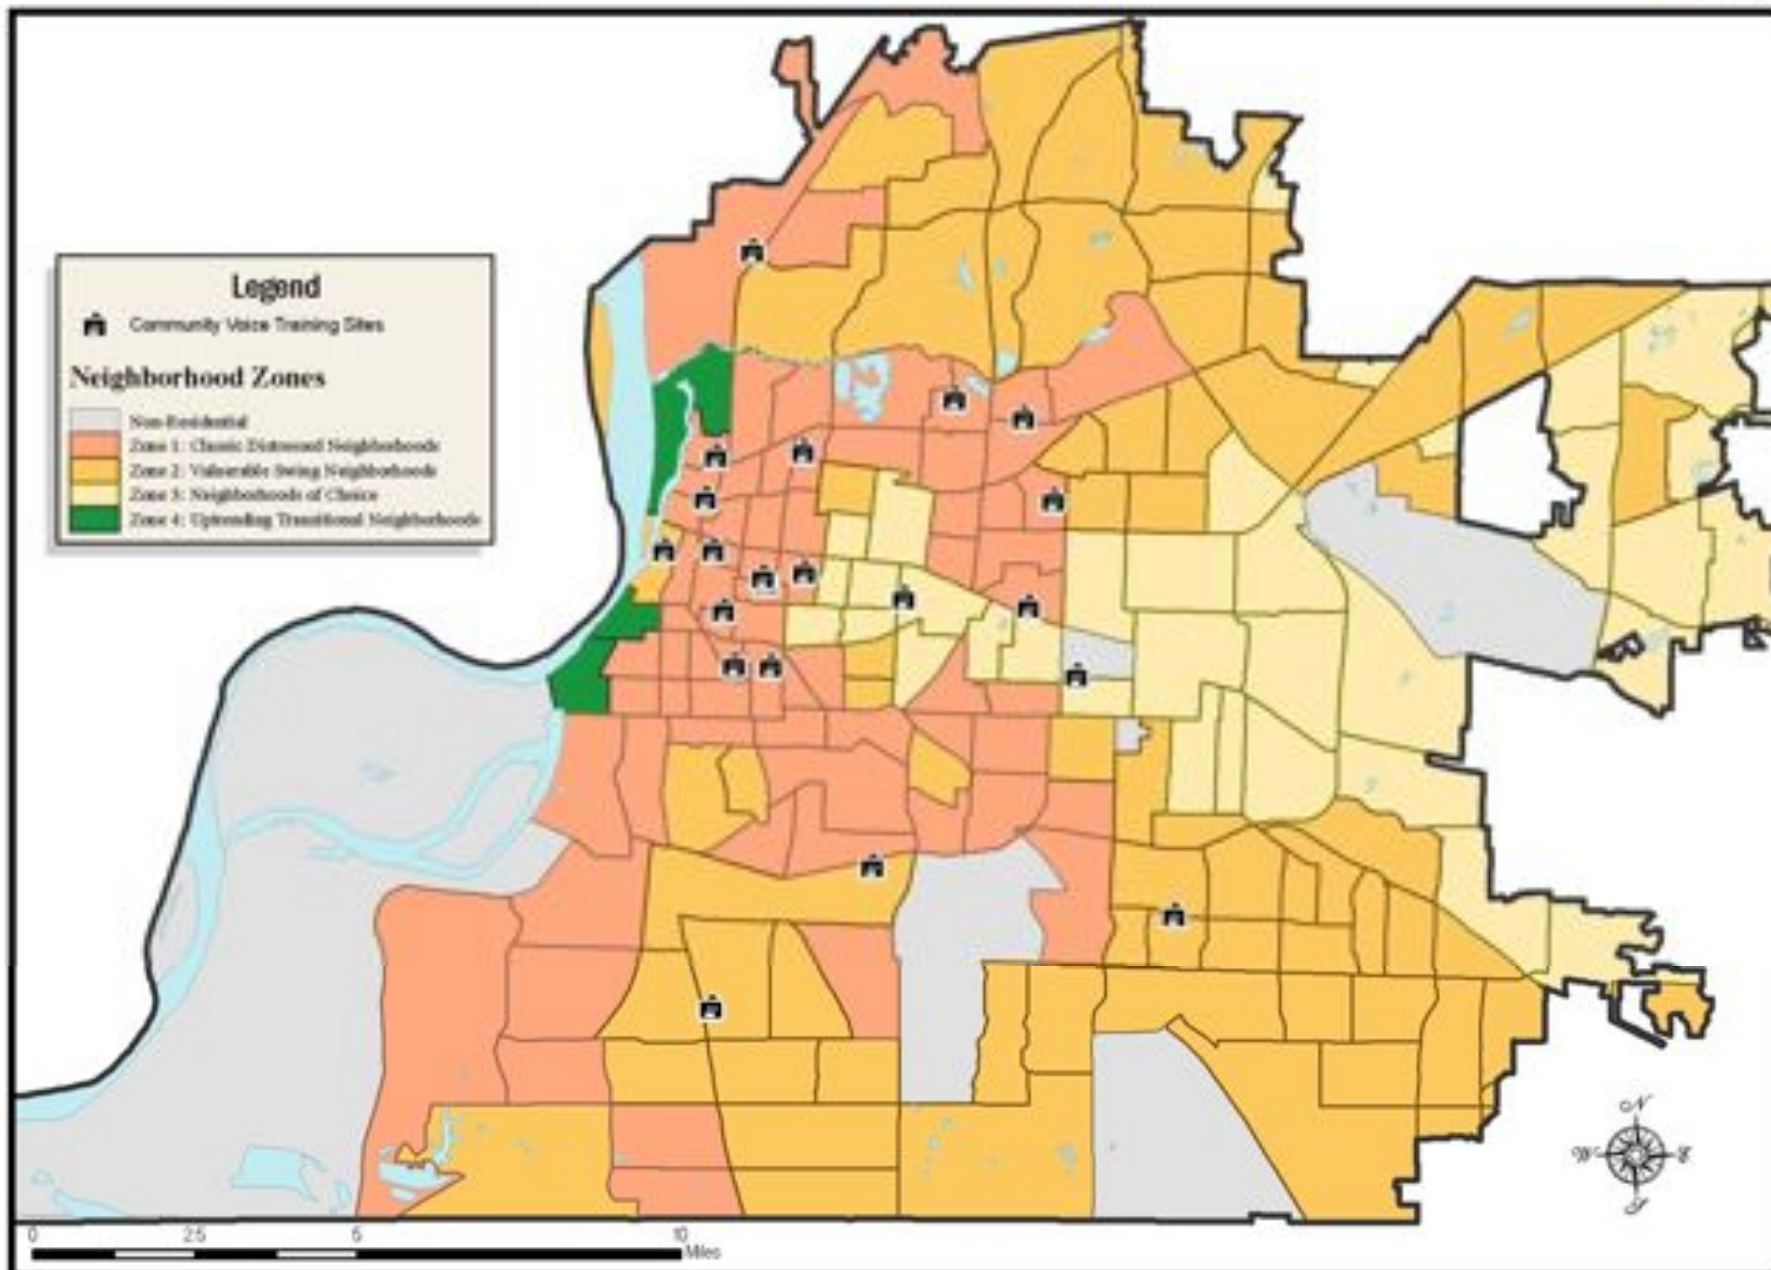 Legend
Community Voice Training Sites
Neighborhood Zones
Non-Residential
Zone 1: Classic Distressed Neighborhoods
Zone 2: Vulnerable Swing Neighborhoods
Zone 3: Neighborhoods of Choice
Zone 4: Uptrending Transitional Neighborhoods
N
W E
S
0 2.5 5 10
Miles